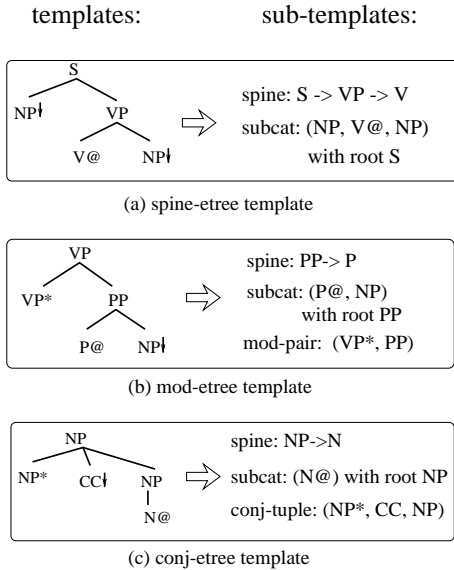 templates: sub-templates:
S
NP↓ VP
V@ NP↓
spine: S -> VP -> V
subcat: (NP, V@, NP)
with root S
(a) spine-etree template
VP
VP* PP
P@ NP↓
spine: PP-> P
subcat: (P@, NP)
with root PP
mod-pair: (VP*, PP)
(b) mod-etree template
NP
NP* CC↓ NP
N@
spine: NP->N
subcat: (N@) with root NP
conj-tuple: (NP*, CC, NP)
(c) conj-etree template